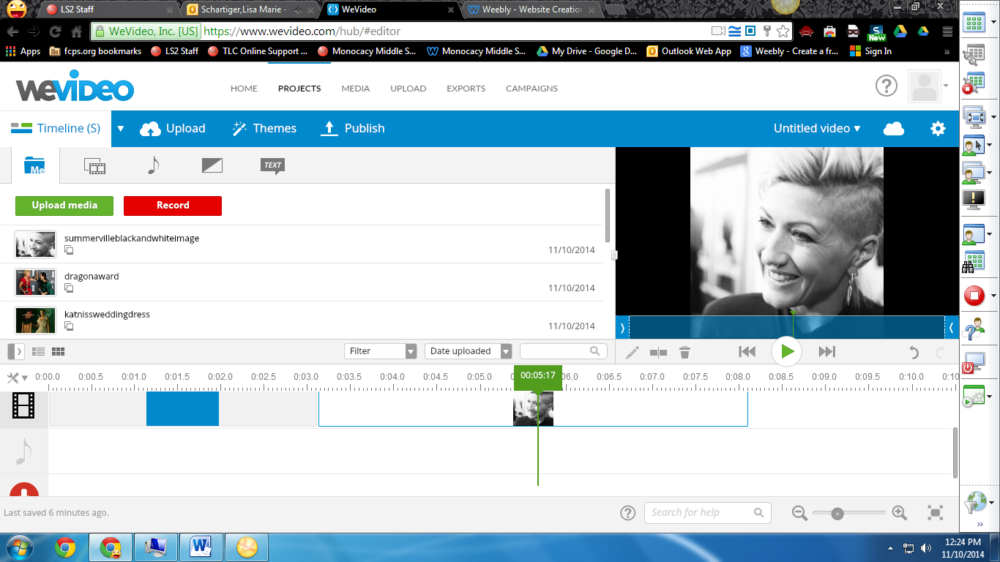 LS2 Staff
Schartiger,Lisa Marie -
WeVideo
Weebly - Website Creation
WeVideo, Inc. [US] https://www.wevideo.com/hub/#editor
New
Apps fcps.org bookmarks LS2 Staff TLC Online Support ... Monocacy Middle S... Monocacy Middle S... My Drive - Google D... Outlook Web App Weebly - Create a fr... Sign In »
WEVIDEO
HOME PROJECTS MEDIA UPLOAD EXPORTS CAMPAIGNS
Timeline (S) Upload Themes Publish Untitled video
Me TEXT
Upload media Record
summervilleblackandwhiteimage
11/10/2014
dragonaward
11/10/2014
katnissweddingdress
11/10/2014
Filter Date uploaded
0:00.0 0:00.5 0:01.0 0:01.5 0:02.0 0:02.5 0:03.0 0:03.5 0:04.0 0:04.5 0:05.0 00:05:17 0:06.0 0:06.5 0:07.0 0:07.5 0:08.0 0:08.5 0:09.0 0:09.5 0:10.0 0:10
Last saved 6 minutes ago. Search for help
12:24 PM
11/10/2014